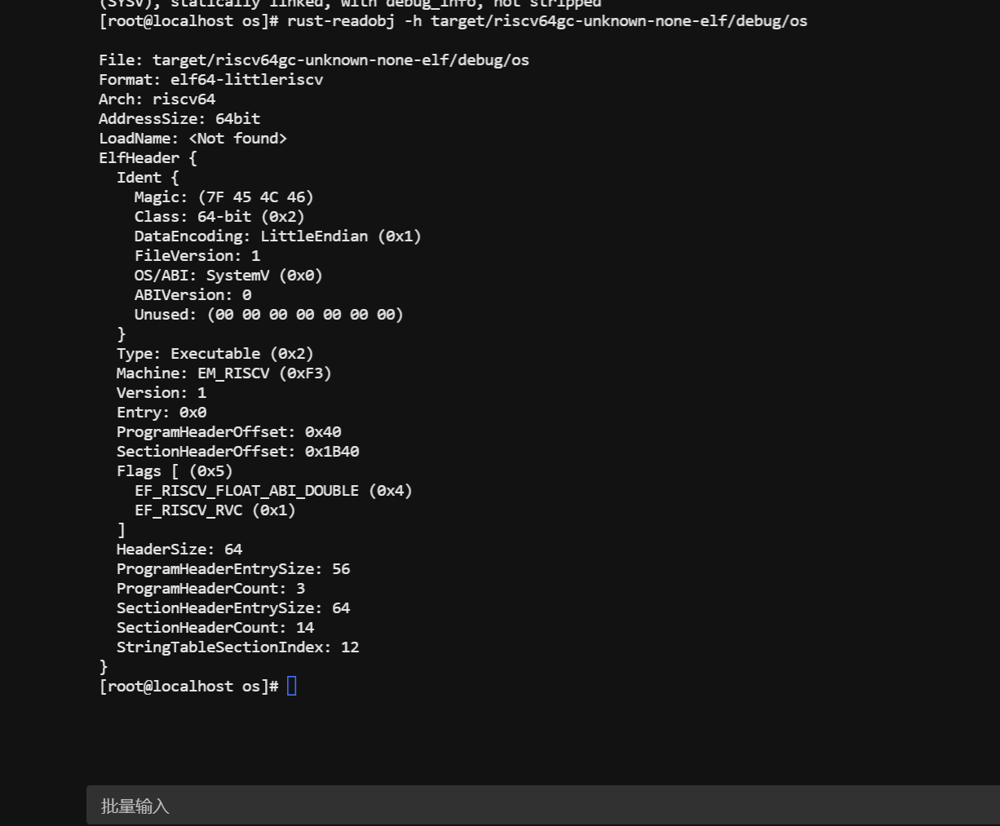 (SYSV), statically linked, with debug_info, not stripped
[root@localhost os]# rust-readobj -h target/riscv64gc-unknown-none-elf/debug/os
File: target/riscv64gc-unknown-none-elf/debug/os
Format: elf64-littleriscv
Arch: riscv64
AddressSize: 64bit
LoadName: <Not found>
ElfHeader {
  Ident {
    Magic: (7F 45 4C 46)
    Class: 64-bit (0x2)
    DataEncoding: LittleEndian (0x1)
    FileVersion: 1
    OS/ABI: SystemV (0x0)
    ABIVersion: 0
    Unused: (00 00 00 00 00 00 00)
  }
  Type: Executable (0x2)
  Machine: EM_RISCV (0xF3)
  Version: 1
  Entry: 0x0
  ProgramHeaderOffset: 0x40
  SectionHeaderOffset: 0x1B40
  Flags [ (0x5)
    EF_RISCV_FLOAT_ABI_DOUBLE (0x4)
    EF_RISCV_RVC (0x1)
  ]
  HeaderSize: 64
  ProgramHeaderEntrySize: 56
  ProgramHeaderCount: 3
  SectionHeaderEntrySize: 64
  SectionHeaderCount: 14
  StringTableSectionIndex: 12
}
[root@localhost os]#
批量输入